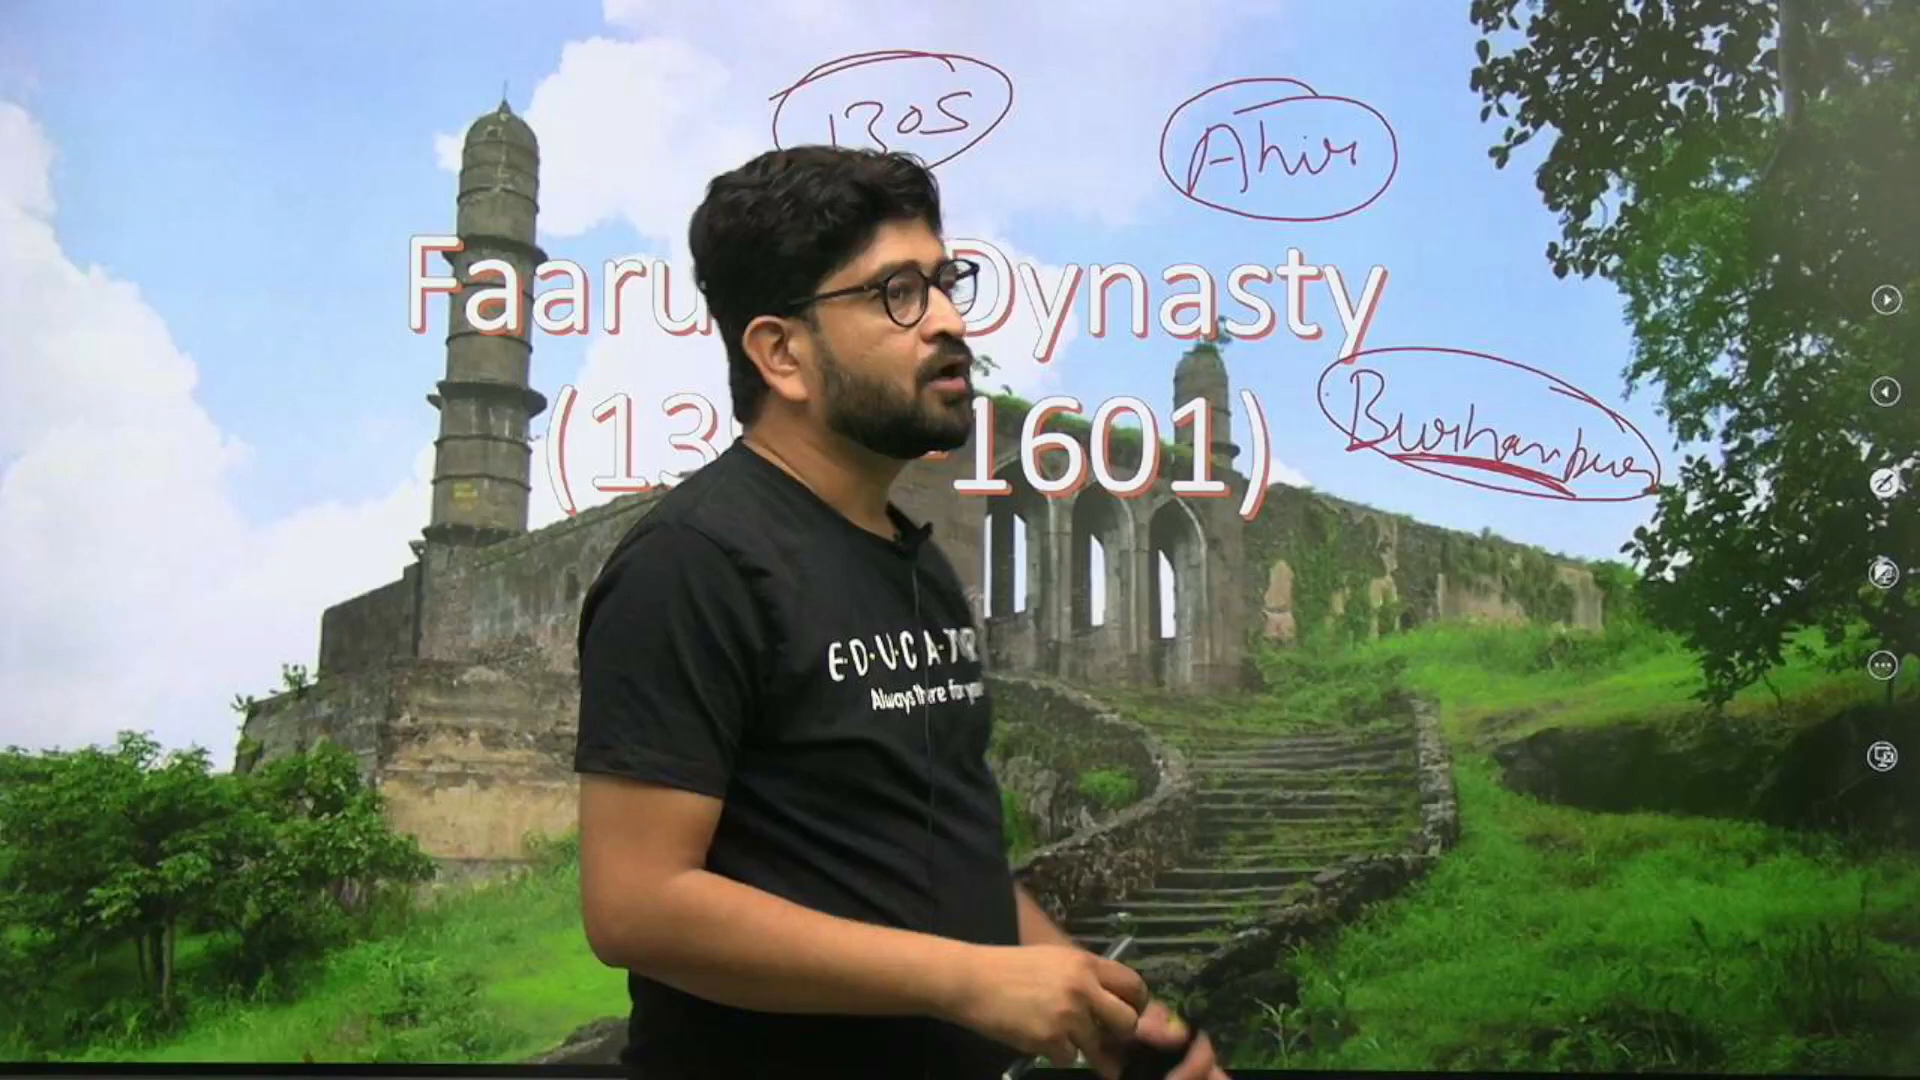 1305
Ahir
Faaru Dynasty
(13 -1601)
Burhanpur
E·D·U·C·A·T
Always there for you